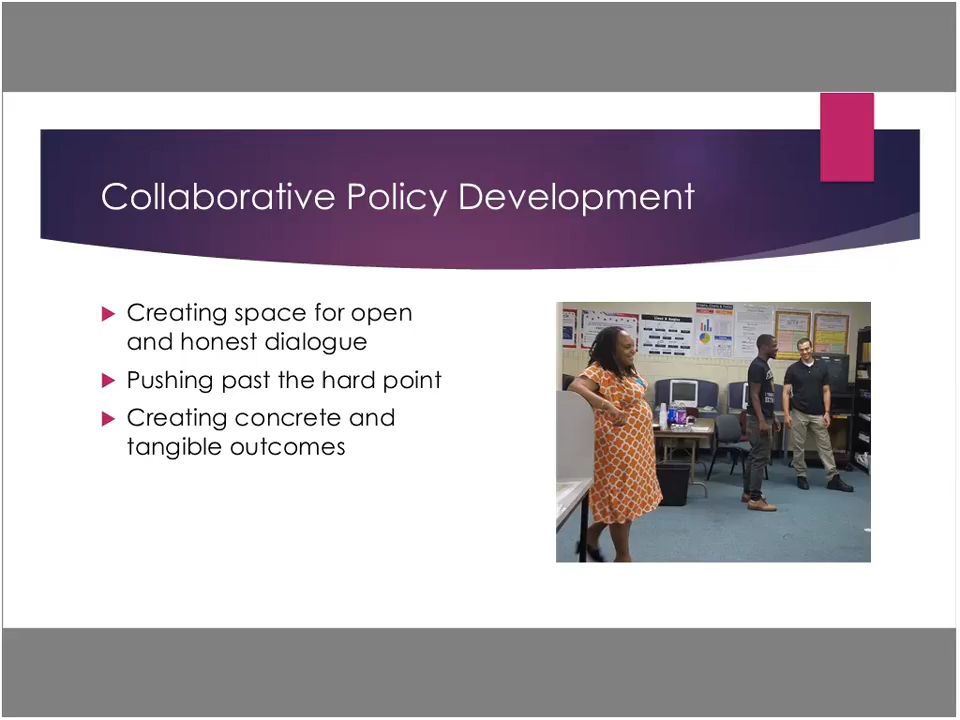 Collaborative Policy Development
Creating space for open
and honest dialogue
Pushing past the hard point
Creating concrete and
tangible outcomes